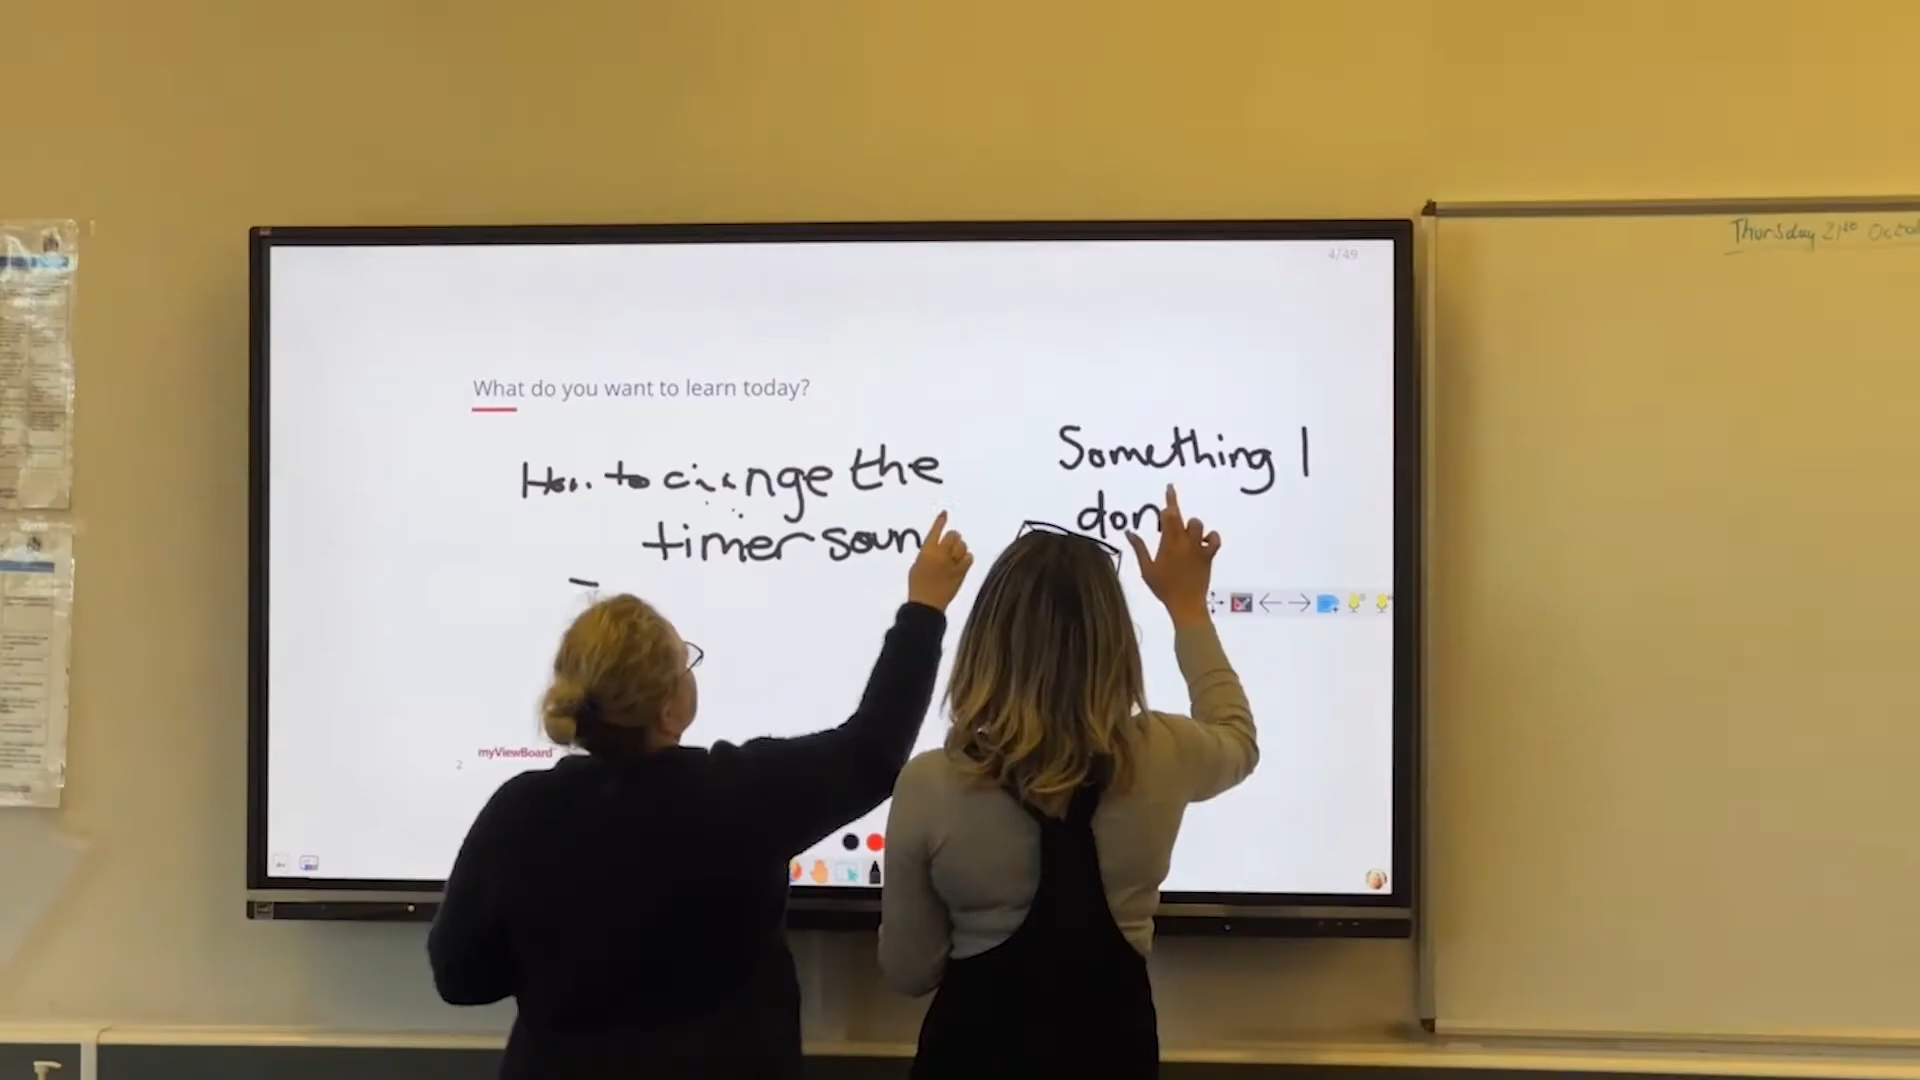 4/49
Thursday 21st Octo
What do you want to learn today?
How to change the
timer soun
Something I
don
myViewBoard
2